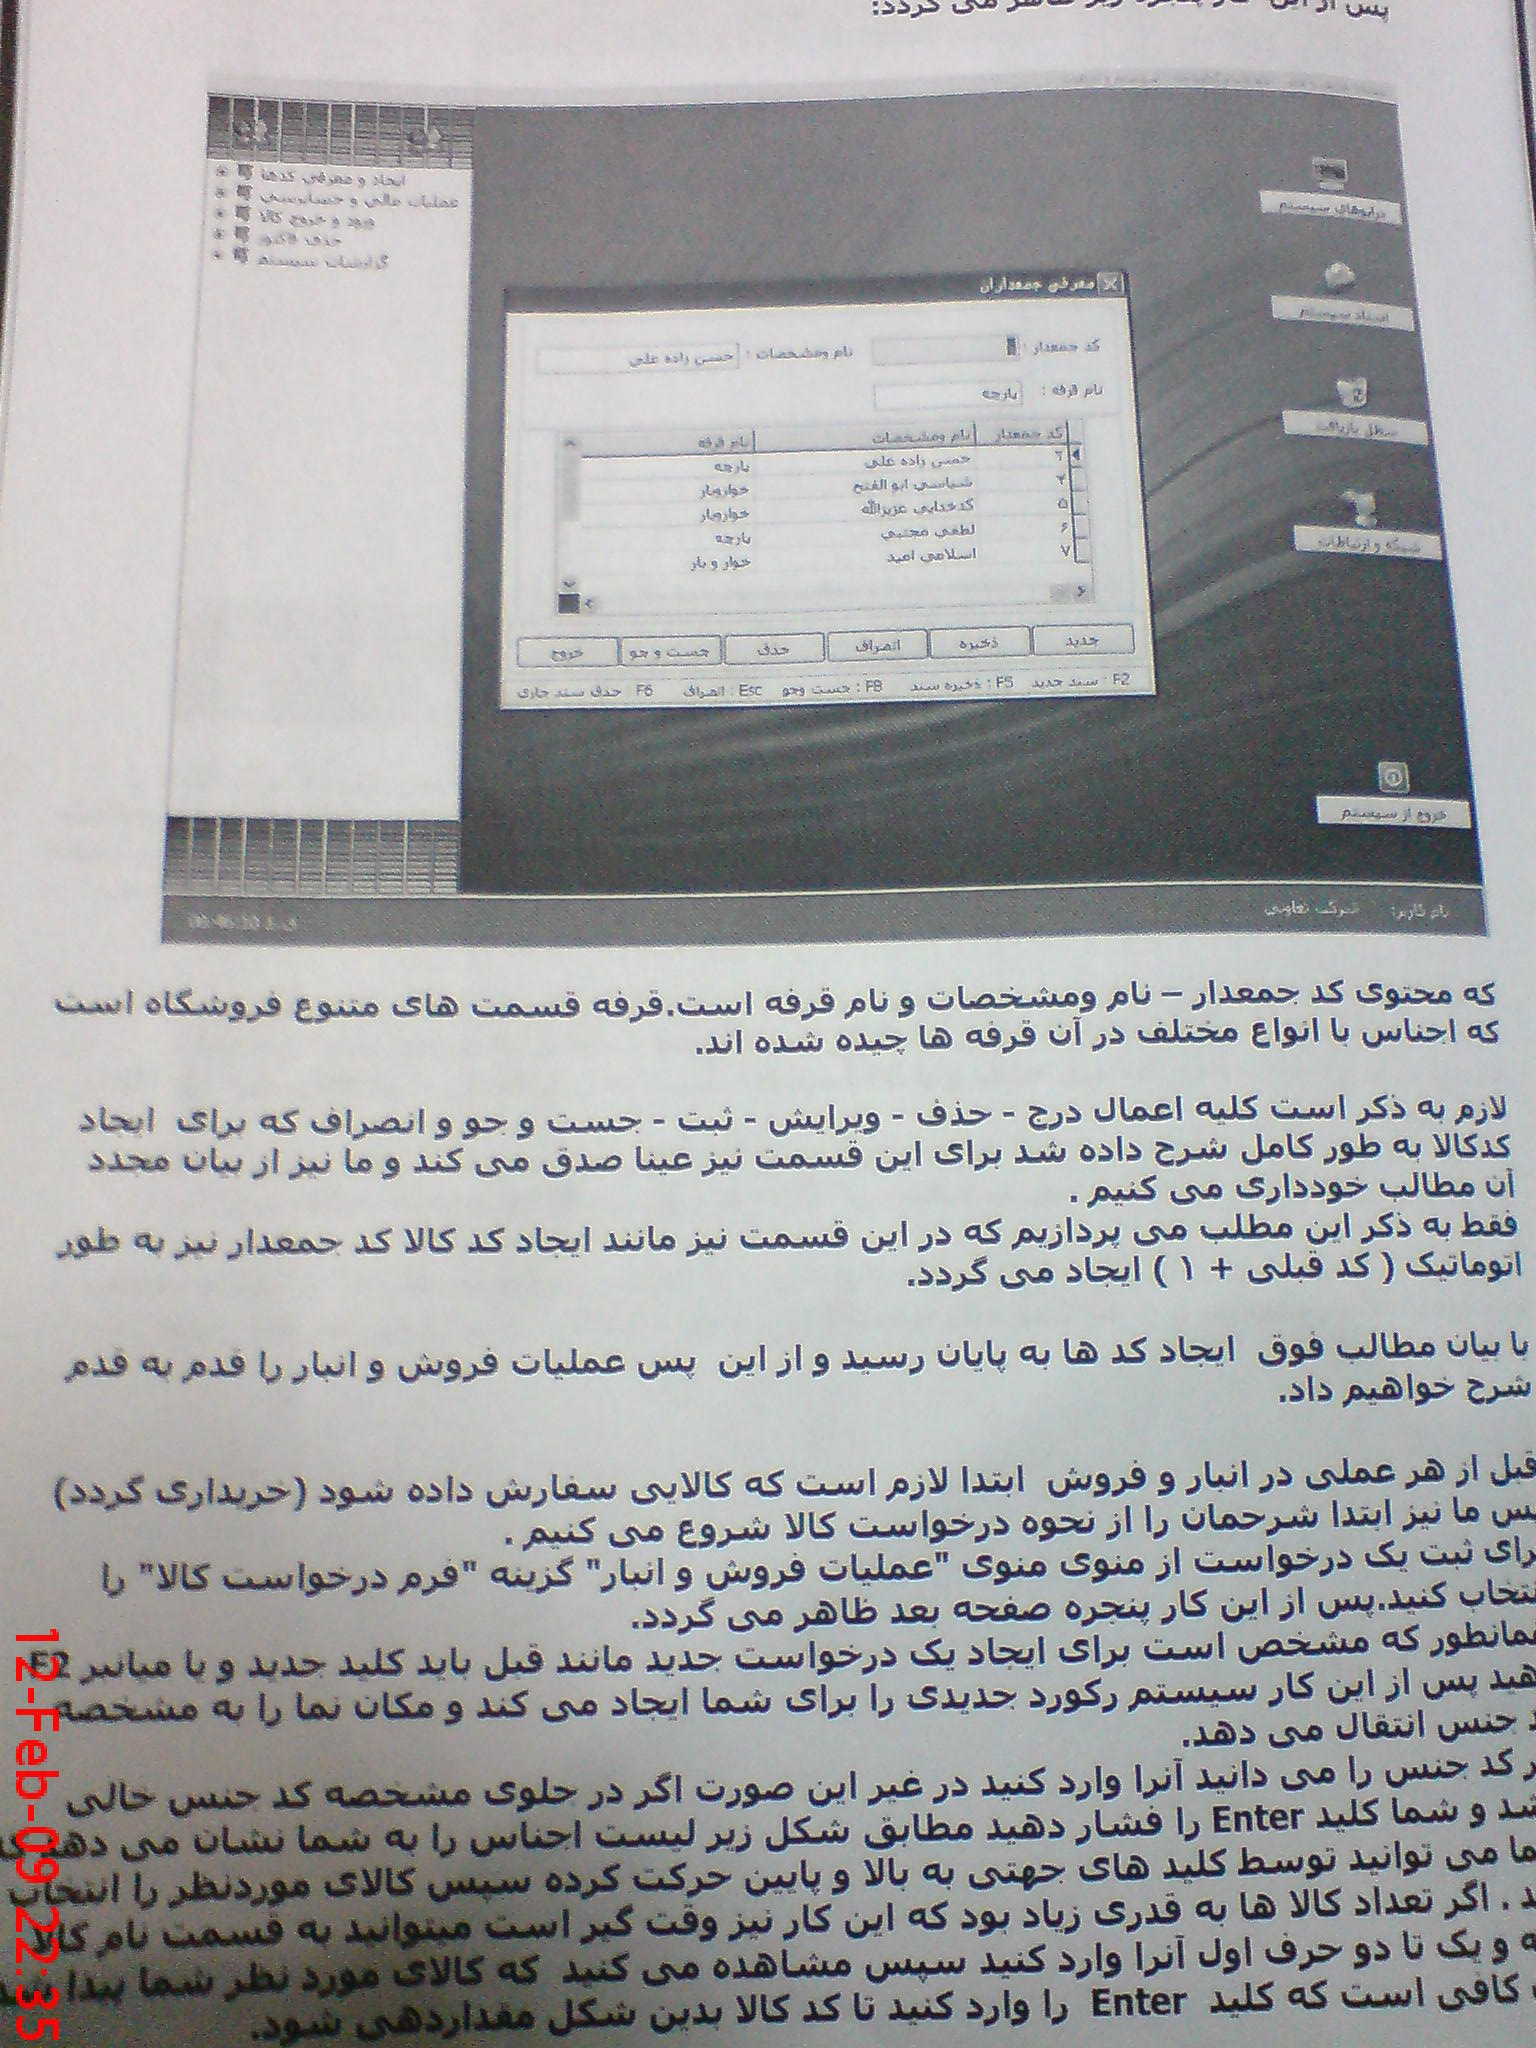 پس از این کار پنجره زیر ظاهر می گردد:
ایجاد و معرفی کدها
عملیات مالی و حسابرسی
ورود و خروج کالا
حذف فاکتور
گزارشات سیستم
درایوهای سیستم
اسناد سیستم
سطل بازیافت
شبکه و ارتباطات
خروج از سیستم
معرفی جمعداران
کد جمعدار : نام ومشخصات : حسن زاده علی
نام قرفه : پارچه
کد جمعدار نام ومشخصات نام قرفه
۲ حسن زاده علی پارچه
ابو الفتح خواروبار
۵ کدخدایی عزیزالله خواروبار
۶ لطفی مجتبی پارچه
۷ اسلامی امید خوار و بار
جدید ذخیره انصراف حذف جست و جو خروج
F2 : سند جدید F5 : ذخیره سند F8 : جست وجو Esc : انصراف F6 حذف سند جاری
نام کاربر: شرکت تعاونی
که محتوی کد جمعدار – نام ومشخصات و نام قرفه است.قرفه قسمت های متنوع فروشگاه است
که اجناس با انواع مختلف در آن قرفه ها چیده شده اند.
لازم به ذکر است کلیه اعمال درج - حذف - ویرایش - ثبت - جست و جو و انصراف که برای ایجاد
کدکالا به طور کامل شرح داده شد برای این قسمت نیز عینا صدق می کند و ما نیز از بیان مجدد
آن مطالب خودداری می کنیم .
فقط به ذکر این مطلب می پردازیم که در این قسمت نیز مانند ایجاد کد کالا کد جمعدار نیز به طور
اتوماتیک ( کد قبلی + ۱ ) ایجاد می گردد.
با بیان مطالب فوق ایجاد کد ها به پایان رسید و از این پس عملیات فروش و انبار را قدم به قدم
شرح خواهیم داد.
قبل از هر عملی در انبار و فروش ابتدا لازم است که کالایی سفارش داده شود (خریداری گردد)
پس ما نیز ابتدا شرحمان را از نحوه درخواست کالا شروع می کنیم .
برای ثبت یک درخواست از منوی منوی "عملیات فروش و انبار" گزینه "فرم درخواست کالا" را
انتخاب کنید.پس از این کار پنجره صفحه بعد ظاهر می گردد.
همانطور که مشخص است برای ایجاد یک درخواست جدید مانند قبل باید کلید جدید و یا میانبر F2
دهید پس از این کار سیستم رکورد جدیدی را برای شما ایجاد می کند و مکان نما را به مشخصه
جنس انتقال می دهد.
کد جنس را می دانید آنرا وارد کنید در غیر این صورت اگر در جلوی مشخصه کد جنس خالی
و شما کلید Enter را فشار دهید مطابق شکل زیر لیست اجناس را به شما نشان می دهد که
می توانید توسط کلید های جهتی به بالا و پایین حرکت کرده سپس کالای موردنظر را انتخاب
. اگر تعداد کالا ها به قدری زیاد بود که این کار نیز وقت گیر است میتوانید به قسمت نام کالا
و یک تا دو حرف اول آنرا وارد کنید سپس مشاهده می کنید که کالای مورد نظر شما پیدا شد
کافی است که کلید Enter را وارد کنید تا کد کالا بدین شکل مقداردهی شود.
12-Feb-09 22:35